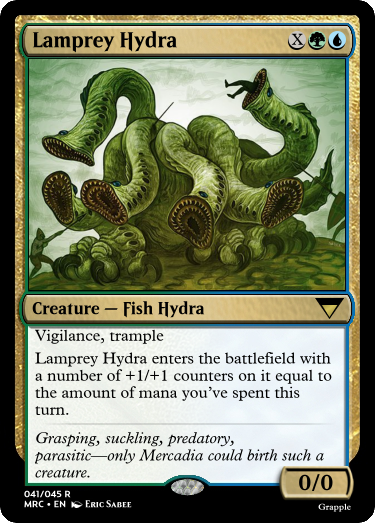 Lamprey Hydra X
Creature — Fish Hydra
Vigilance, trample
Lamprey Hydra enters the battlefield with
a number of +1/+1 counters on it equal to
the amount of mana you’ve spent this
turn.
Grasping, suckling, predatory,
parasitic—only Mercadia could birth such a
creature.
0/0
041/045 R
MRC • EN Eric Sabee
Grapple